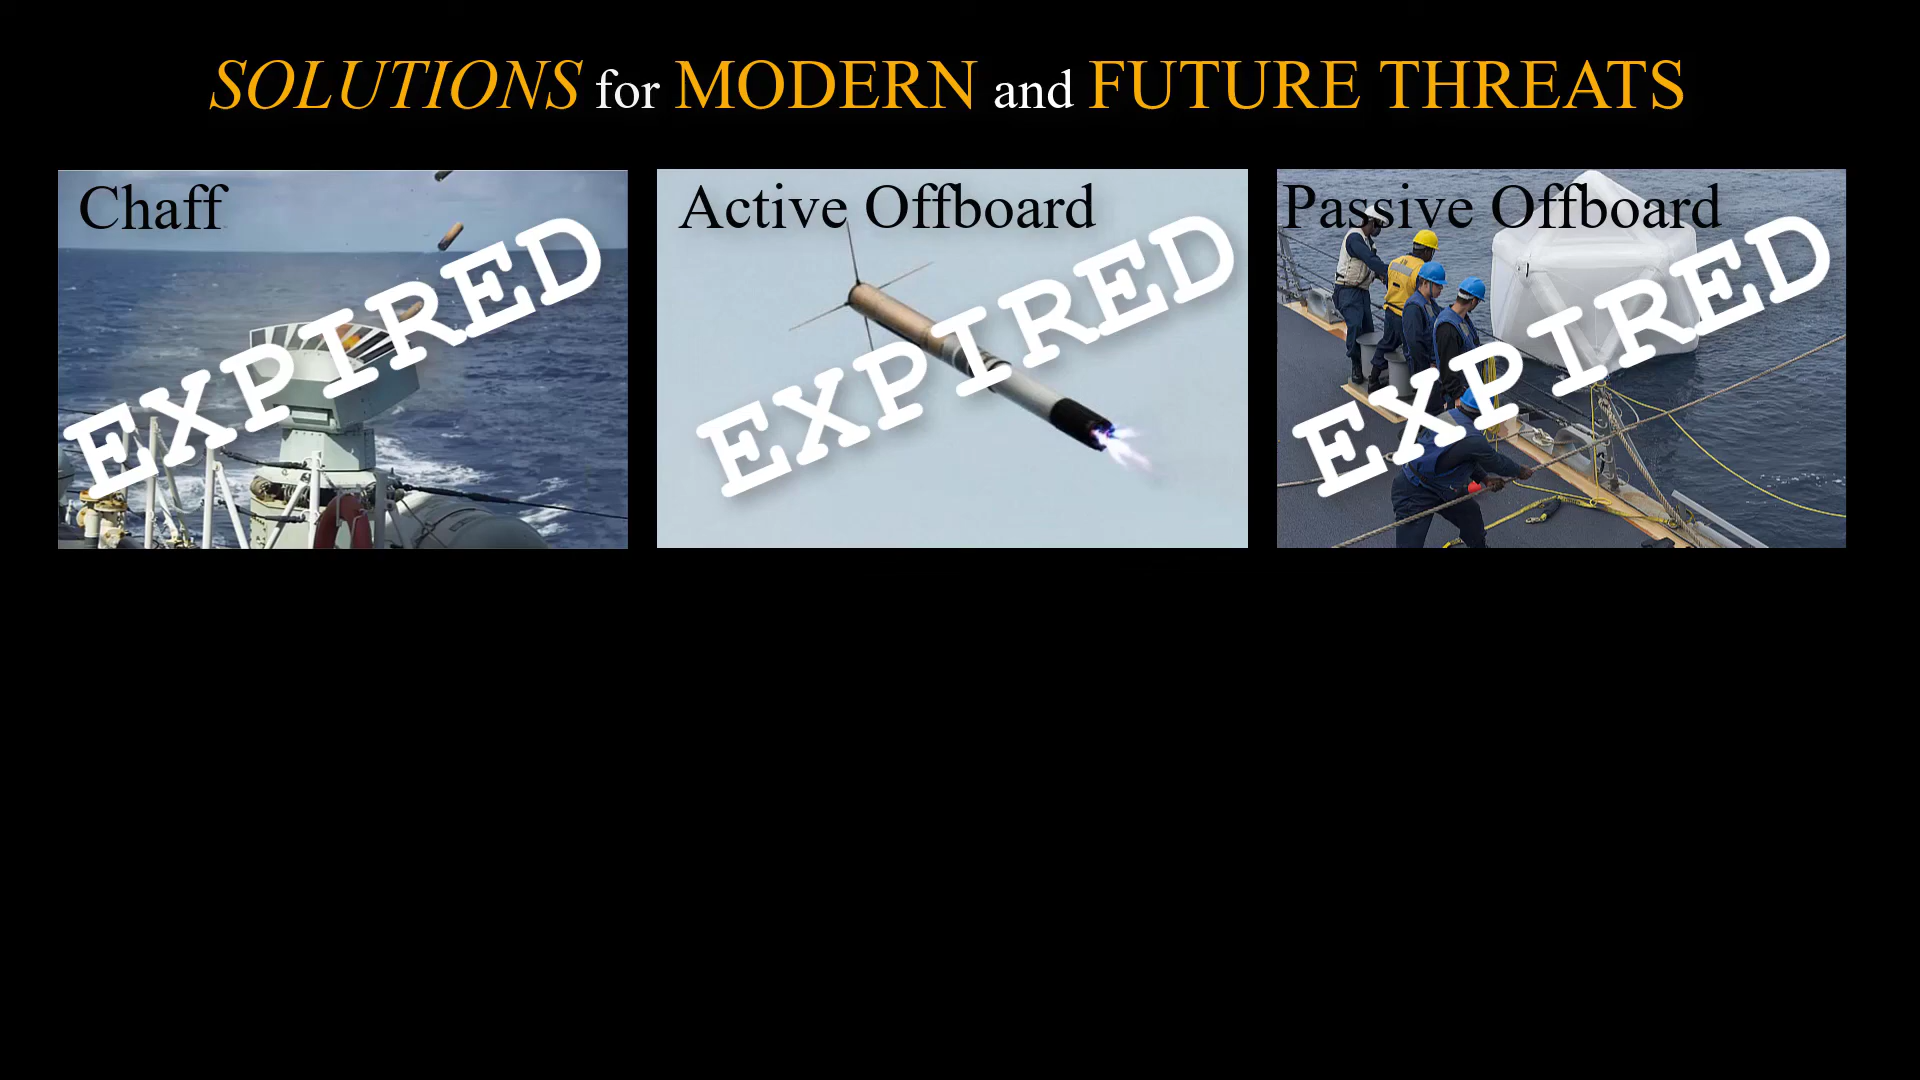 SOLUTIONS for MODERN and FUTURE THREATS
Chaff
EXPIRED
Active Offboard
EXPIRED
Passive Offboard
EXPIRED